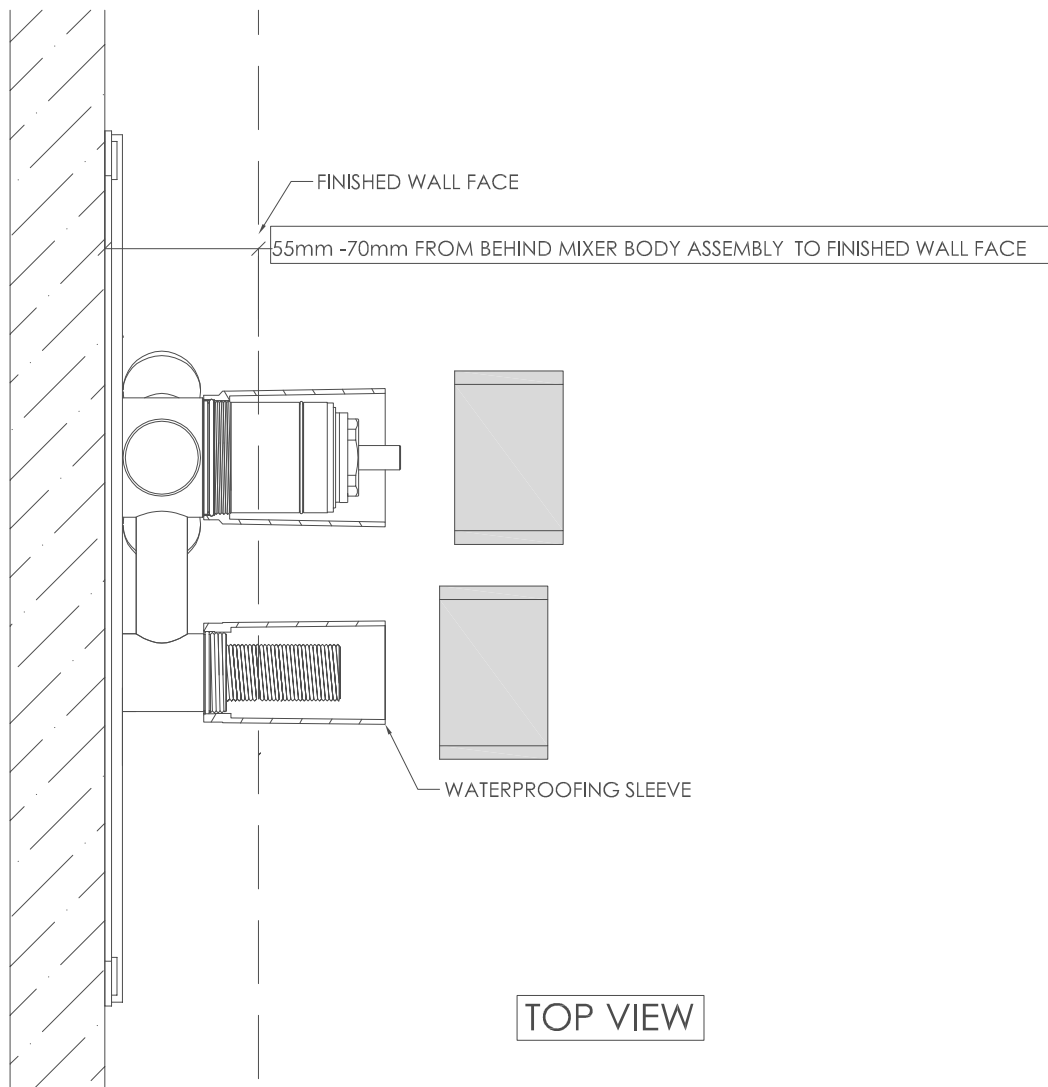 FINISHED WALL FACE
55mm -70mm FROM BEHIND MIXER BODY ASSEMBLY TO FINISHED WALL FACE
WATERPROOFING SLEEVE
TOP VIEW